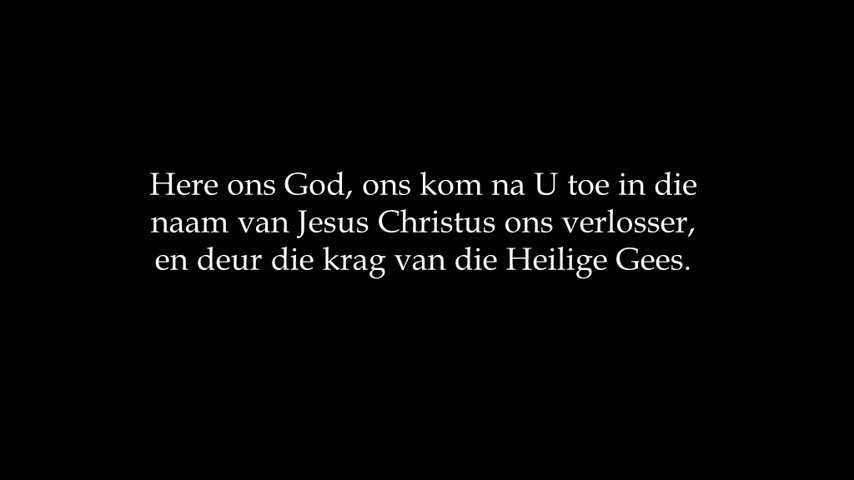 Here ons God, ons kom na U toe in die
naam van Jesus Christus ons verlosser,
en deur die krag van die Heilige Gees.